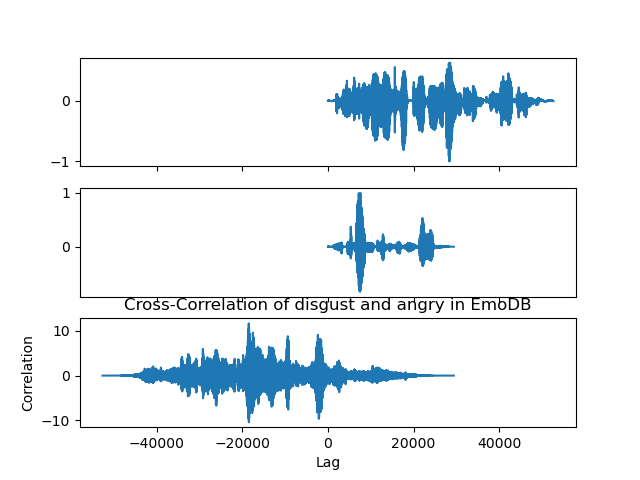 0
−1
1
0
Cross-Correlation of disgust and angry in EmoDB
10
0
−10
Correlation
−40000 −20000 0 20000 40000
Lag